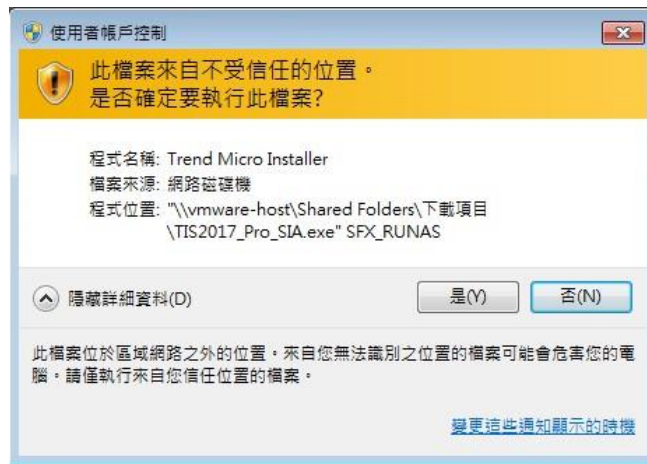 使用者帳戶控制
此檔案來自不受信任的位置。
是否確定要執行此檔案?
程式名稱: Trend Micro Installer
檔案來源: 網路磁碟機
程式位置: "\\vmware-host\Shared Folders\下載項目
\TIS2017_Pro_SIA.exe" SFX_RUNAS
隱藏詳細資料(D)
是(Y)
否(N)
此檔案位於區域網路之外的位置。來自您無法識別之位置的檔案可能會危害您的電
腦。請僅執行來自您信任位置的檔案。
變更這些通知顯示的時機